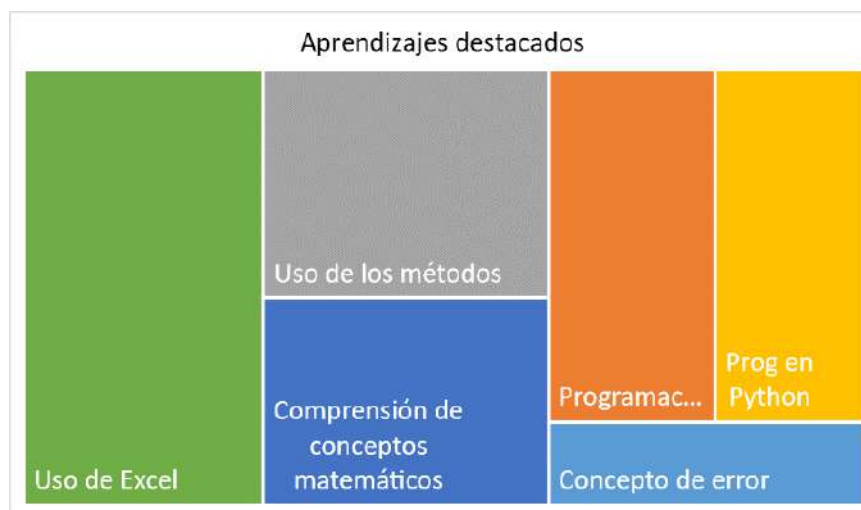 Aprendizajes destacados
Uso de Excel
Uso de los métodos
Comprensión de
conceptos
matemáticos
Programac...
Prog en
Python
Concepto de error